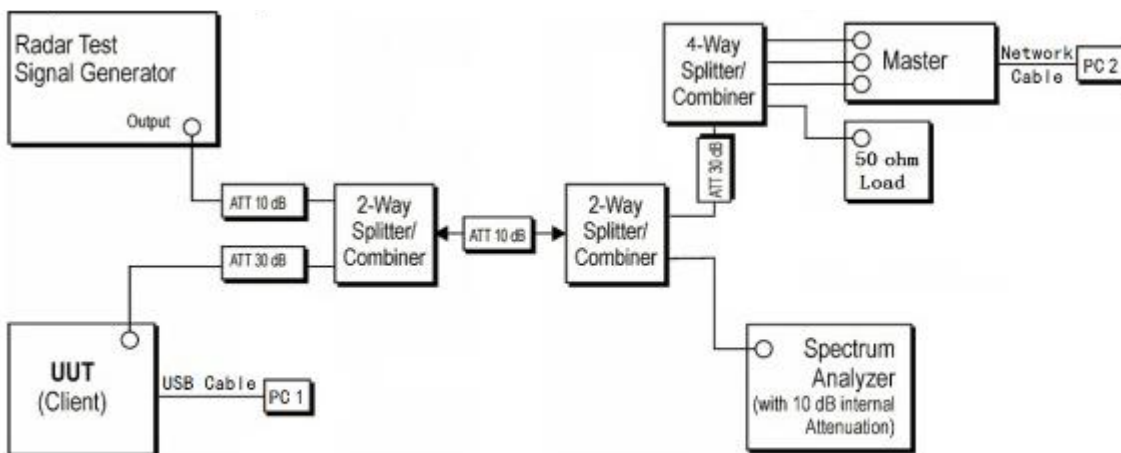 Radar Test
Signal Generator
Output
ATT 10 dB
ATT 30 dB
2-Way
Splitter/
Combiner
ATT 10 dB
2-Way
Splitter/
Combiner
ATT 30 dB
4-Way
Splitter/
Combiner
Master
Network
Cable
PC 2
50 ohm
Load
UUT
(Client)
USB Cable
PC 1
Spectrum
Analyzer
(with 10 dB internal
Attenuation)